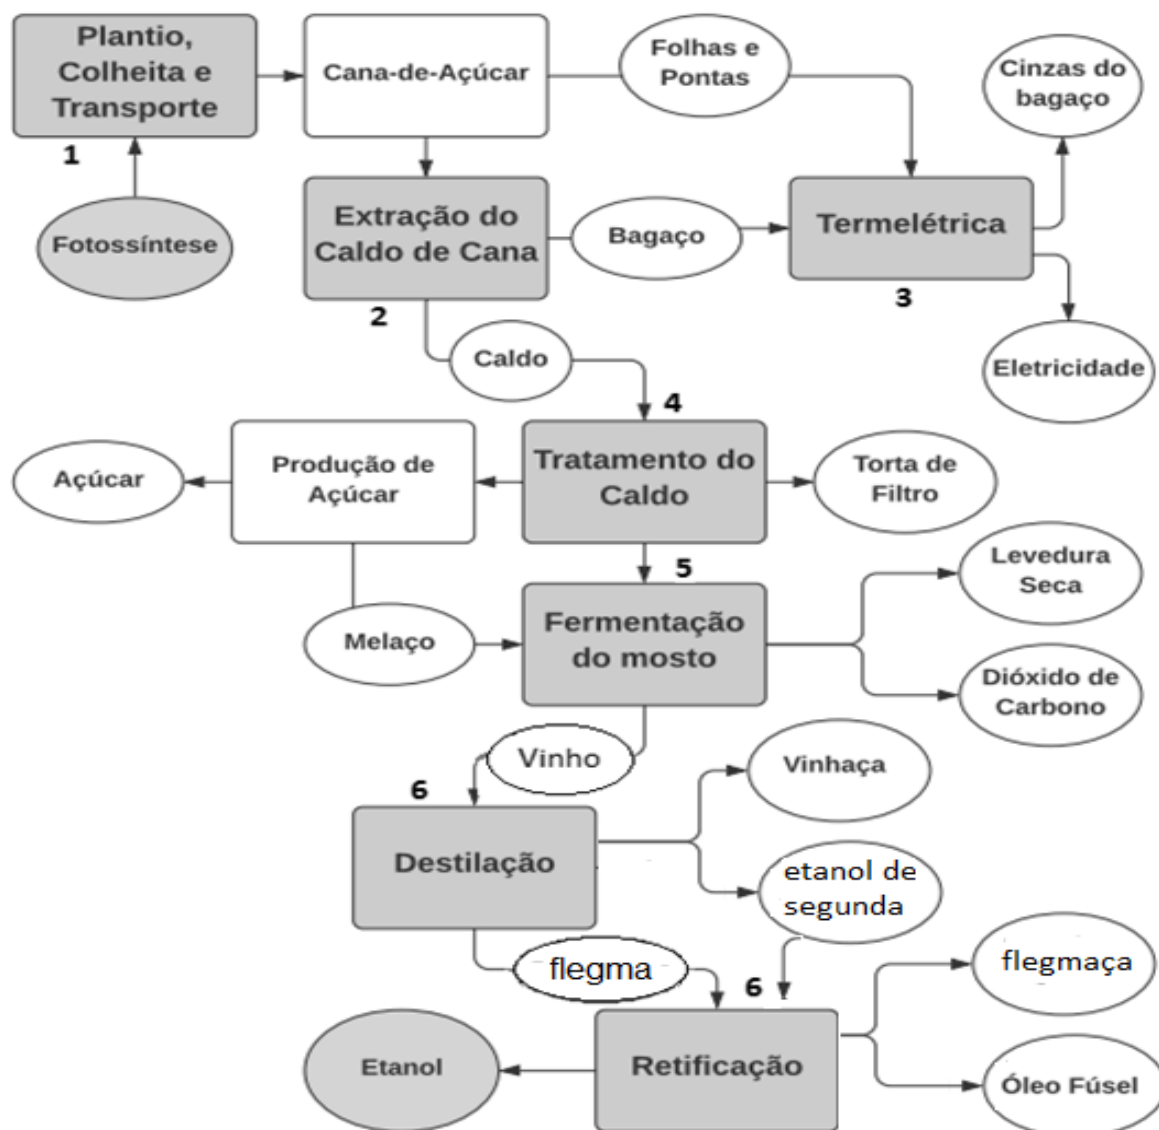 Plantio,
Colheita e
Transporte
1
Fotossíntese
Cana-de-Açúcar
Folhas e
Pontas
Cinzas do
bagaço
Extração do
Caldo de Cana
2
Bagaço
Termelétrica
3
Eletricidade
Caldo
4
Açúcar
Produção de
Açúcar
Tratamento do
Caldo
Torta de
Filtro
5
Melaço
Fermentação
do mosto
Levedura
Seca
Dióxido de
Carbono
Vinho
6
Destilação
Vinhaça
etanol de
segunda
flegma
6
flegmaça
Etanol
Retificação
Óleo Fúsel